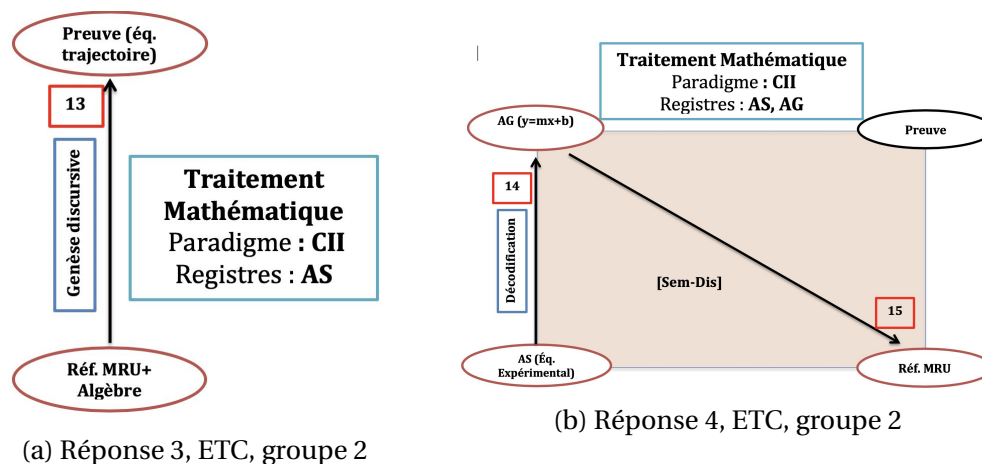 Preuve (éq.
trajectoire)
13
Genèse discursive
Traitement
Mathématique
Paradigme : CII
Registres : AS
Réf. MRU+
Algèbre
(a) Réponse 3, ETC, groupe 2
Traitement Mathématique
Paradigme : CII
Registres : AS, AG
AG (y=mx+b)
Preuve
14
Décodification
[Sem-Dis]
15
AS (Éq.
Expérimental)
Réf. MRU
(b) Réponse 4, ETC, groupe 2